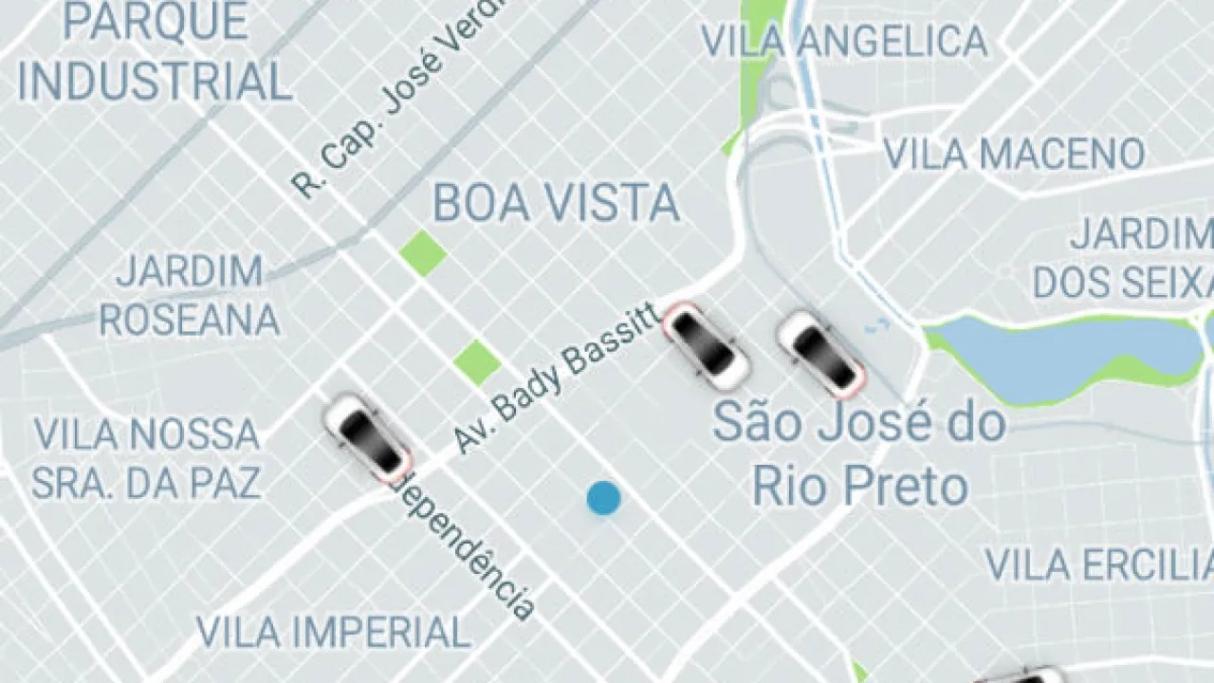 PARQUE
INDUSTRIAL
R. Cap. José Verdi
VILA ANGELICA
VILA MACENO
BOA VISTA
JARDIM
DOS SEIXA
JARDIM
ROSEANA
Av. Bady Bassitt
São José do
Rio Preto
VILA NOSSA
SRA. DA PAZ
dependência
VILA ERCILIA
VILA IMPERIAL